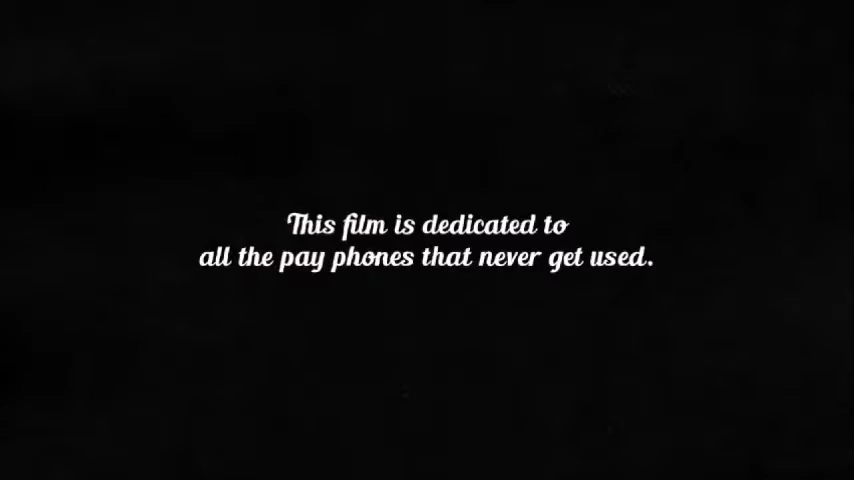 This film is dedicated to
all the pay phones that never get used.